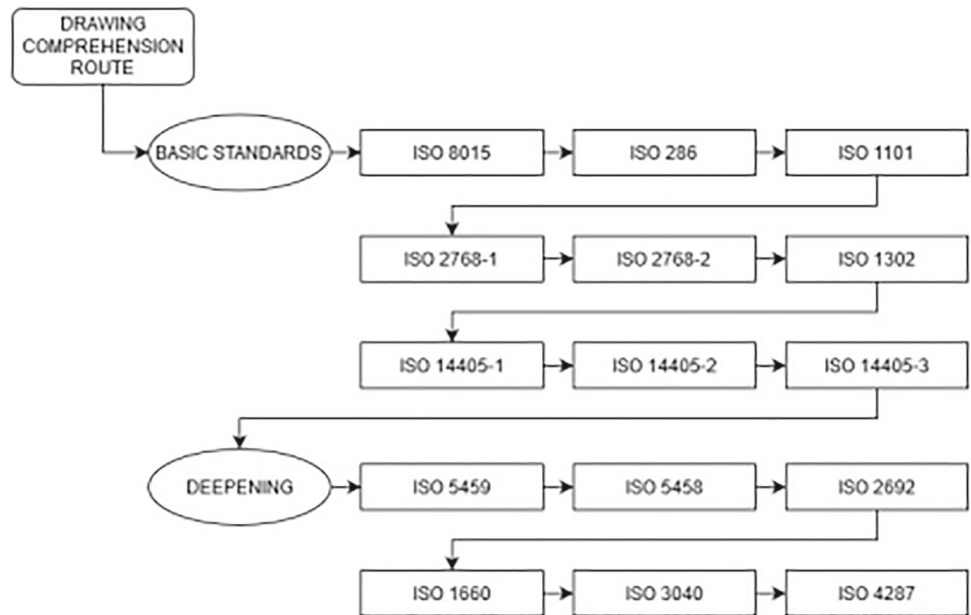 DRAWING
COMPREHENSION
ROUTE
BASIC STANDARDS
ISO 8015
ISO 286
ISO 1101
ISO 2768-1
ISO 2768-2
ISO 1302
ISO 14405-1
ISO 14405-2
ISO 14405-3
DEEPENING
ISO 5459
ISO 5458
ISO 2692
ISO 1660
ISO 3040
ISO 4287